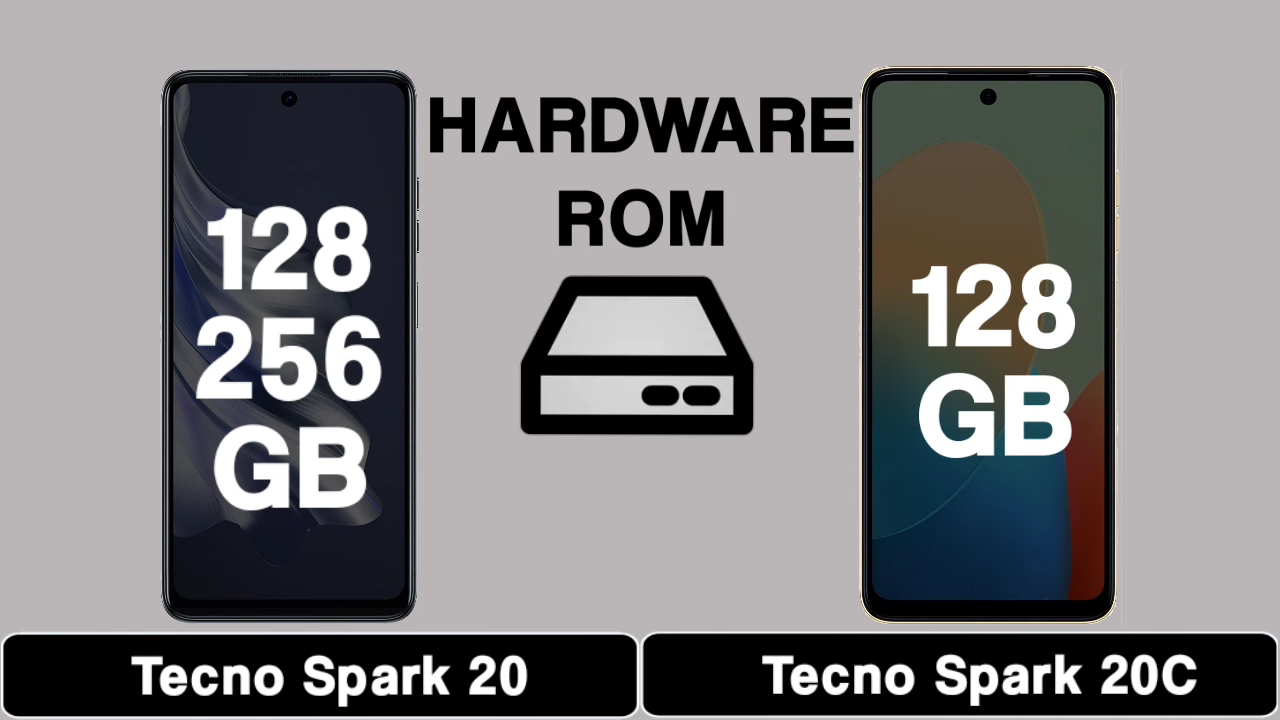 HARDWARE
ROM
128
256
GB
128
GB
Tecno Spark 20
Tecno Spark 20C